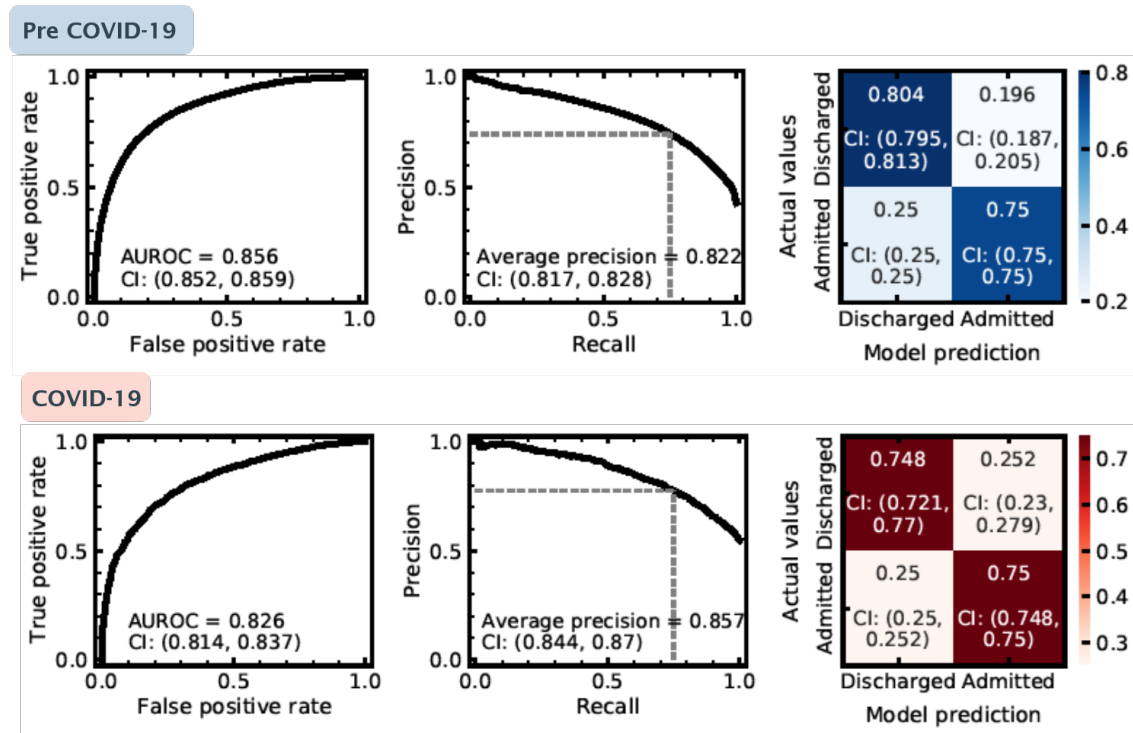 Pre COVID-19
True positive rate
1.0
0.5
0.0
AUROC = 0.856
CI: (0.852, 0.859)
0.0 0.5 1.0
False positive rate
Precision
1.0
0.5
0.0
Average precision = 0.822
CI: (0.817, 0.828)
0.0 0.5 1.0
Recall
Actual values
Admitted Discharged
0.804 0.196
CI: (0.795, CI: (0.187,
0.813) 0.205)
0.25 0.75
CI: (0.25, CI: (0.75,
0.25) 0.75)
Discharged Admitted
Model prediction
0.8
0.6
0.4
0.2
COVID-19
True positive rate
1.0
0.5
0.0
AUROC = 0.826
CI: (0.814, 0.837)
0.0 0.5 1.0
False positive rate
Precision
1.0
0.5
0.0
Average precision = 0.857
CI: (0.844, 0.87)
0.0 0.5 1.0
Recall
Actual values
Admitted Discharged
0.748 0.252
CI: (0.721, CI: (0.23,
0.77) 0.279)
0.25 0.75
CI: (0.25, CI: (0.748,
0.252) 0.75)
Discharged Admitted
Model prediction
0.7
0.6
0.5
0.4
0.3